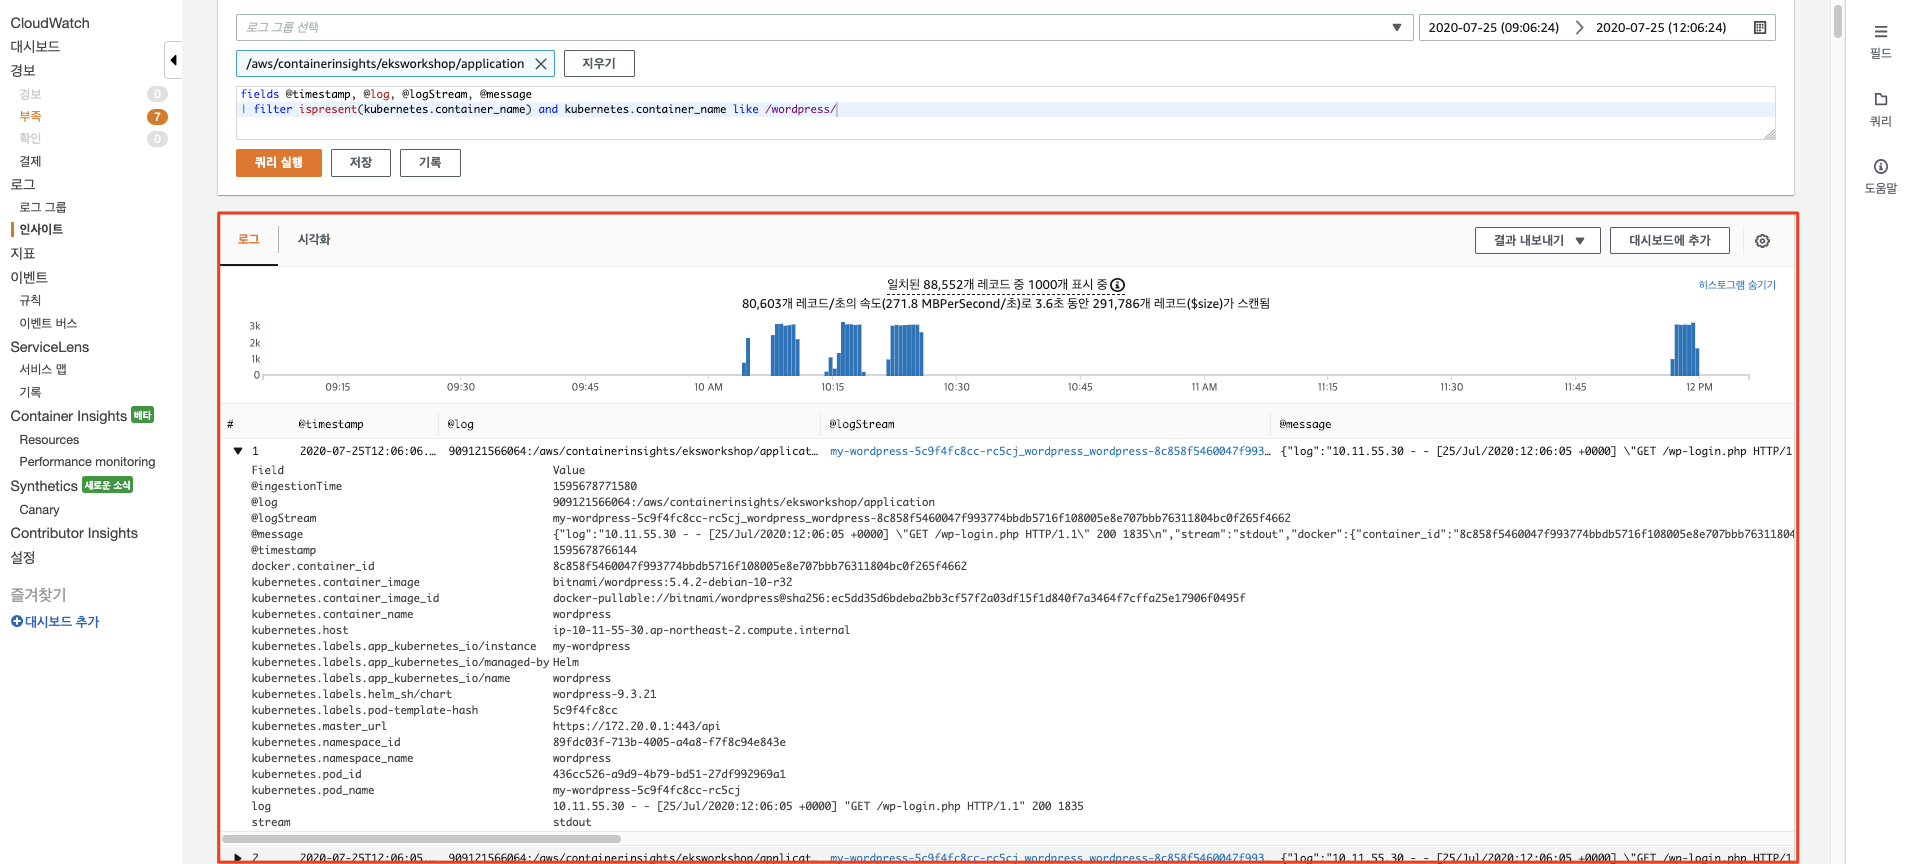 CloudWatch
대시보드
경보
경보 0
부족 7
확인 0
결제
로그
로그 그룹
인사이트
지표
이벤트
규칙
이벤트 버스
ServiceLens
서비스 맵
기록
Container Insights 베타
Resources
Performance monitoring
Synthetics 새로운 소식
Canary
Contributor Insights
설정
즐겨찾기
대시보드 추가
로그 그룹 선택
2020-07-25 (09:06:24) 2020-07-25 (12:06:24)
/aws/containerinsights/eksworkshop/application
지우기
fields @timestamp, @log, @logStream, @message
| filter ispresent(kubernetes.container_name) and kubernetes.container_name like /wordpress/
쿼리 실행 저장 기록
로그 시각화
결과 내보내기 대시보드에 추가
일치된 88,552개 레코드 중 1000개 표시 중
80,603개 레코드/초의 속도(271.8 MBPerSecond/초)로 3.6초 동안 291,786개 레코드($size)가 스캔됨
히스토그램 숨기기
3k
2k
1k
0
09:15 09:30 09:45 10 AM 10:15 10:30 10:45 11 AM 11:15 11:30 11:45 12 PM
# @timestamp @log @logStream @message
1 2020-07-25T12:06:06.… 909121566064:/aws/containerinsights/eksworkshop/applicat… my-wordpress-5c9f4fc8cc-rc5cj_wordpress_wordpress-8c858f5460047f993… {"log":"10.11.55.30 - - [25/Jul/2020:12:06:05 +0000] \"GET /wp-login.php HTTP/1
Field Value
@ingestionTime 1595678771580
@log 909121566064:/aws/containerinsights/eksworkshop/application
@logStream my-wordpress-5c9f4fc8cc-rc5cj_wordpress_wordpress-8c858f5460047f993774bbdb5716f108005e8e707bbb76311804bc0f265f4662
@message {"log":"10.11.55.30 - - [25/Jul/2020:12:06:05 +0000] \"GET /wp-login.php HTTP/1.1\" 200 1835\n","stream":"stdout","docker":{"container_id":"8c858f5460047f993774bbdb5716f108005e8e707bbb76311804
@timestamp 1595678766144
docker.container_id 8c858f5460047f993774bbdb5716f108005e8e707bbb76311804bc0f265f4662
kubernetes.container_image bitnami/wordpress:5.4.2-debian-10-r32
kubernetes.container_image_id docker-pullable://bitnami/wordpress@sha256:ec5dd35d6bdeba2bb3cf57f2a03df15f1d840f7a3464f7cffa25e17906f0495f
kubernetes.container_name wordpress
kubernetes.host ip-10-11-55-30.ap-northeast-2.compute.internal
kubernetes.labels.app_kubernetes_io/instance my-wordpress
kubernetes.labels.app_kubernetes_io/managed-by Helm
kubernetes.labels.app_kubernetes_io/name wordpress
kubernetes.labels.helm_sh/chart wordpress-9.3.21
kubernetes.labels.pod-template-hash 5c9f4fc8cc
kubernetes.master_url https://172.20.0.1:443/api
kubernetes.namespace_id 89fdc03f-713b-4005-a4a8-f7f8c94e843e
kubernetes.namespace_name wordpress
kubernetes.pod_id 436cc526-a9d9-4b79-bd51-27df992969a1
kubernetes.pod_name my-wordpress-5c9f4fc8cc-rc5cj
log 10.11.55.30 - - [25/Jul/2020:12:06:05 +0000] "GET /wp-login.php HTTP/1.1" 200 1835
stream stdout
2 2020-07-25T12:06:05.… 909121566064:/aws/containerinsights/eksworkshop/applicat… my-wordpress-5c9f4fc8cc-rc5cj_wordpress_wordpress-8c858f5460047f993… {"log":"10.11.55.30 - - [25/Jul/2020:12:06:05 +0000] \"GET /wp-login.php HTTP/1
필드
쿼리
도움말